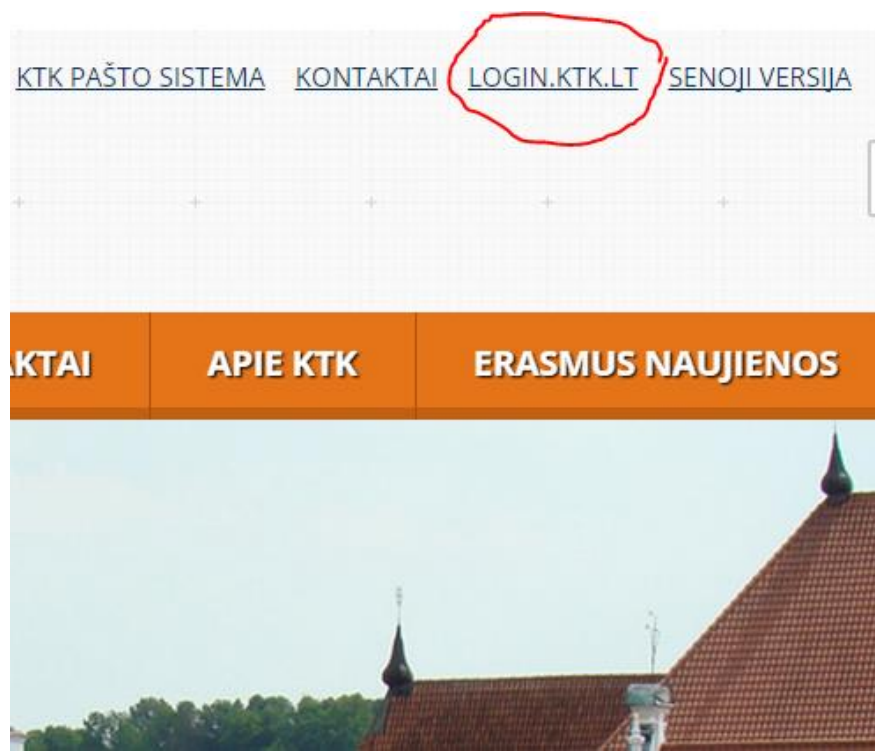 KTK PAŠTO SISTEMA KONTAKTAI LOGIN.KTK.LT SENOJI VERSIJA
APIE KTK ERASMUS NAUJIENOS